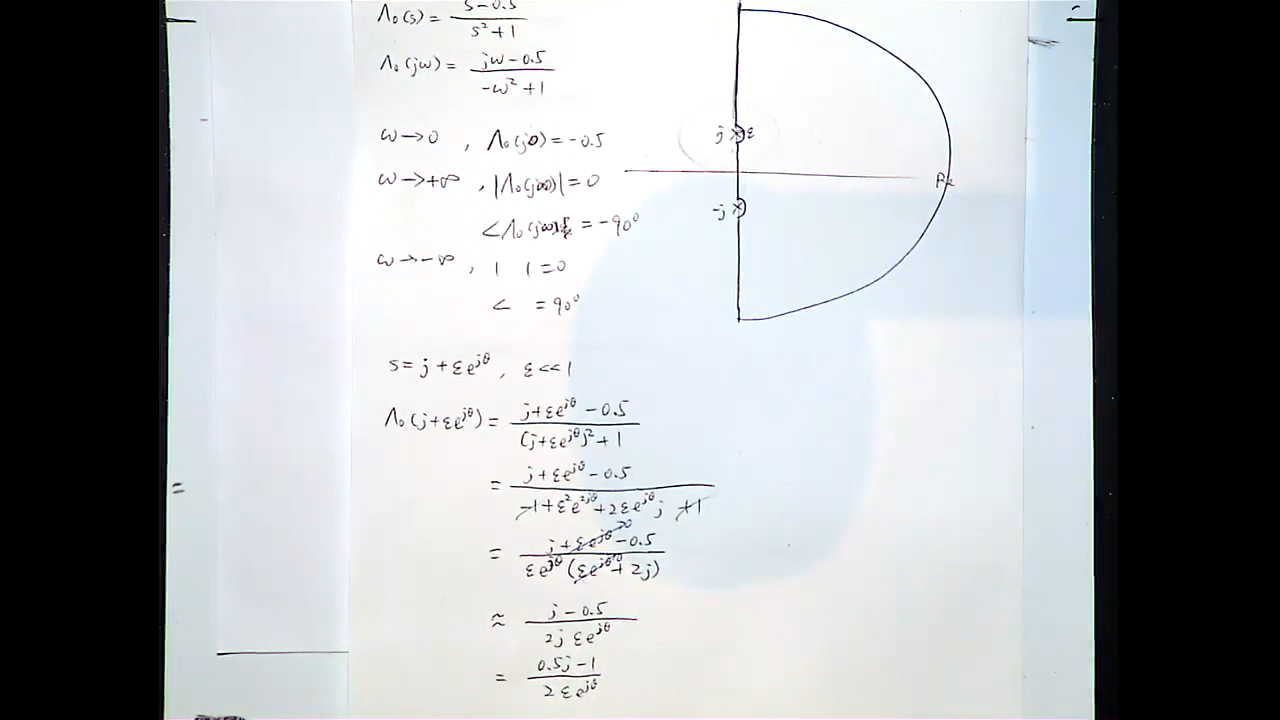 Λ₀(s) = (s-0.5)/(s²+1)
Λ₀(jω) = (jω-0.5)/(-ω²+1)
ω→0 , Λ₀(j0) = -0.5
ω→+∞ , |Λ₀(j∞)| = 0
∠Λ₀(j∞) = -90°
ω→-∞ , | | = 0
∠ = 90°
s = j+εe^{jθ} , ε<<1
Λ₀(j+εe^{jθ}) = (j+εe^{jθ}-0.5)/((j+εe^{jθ})²+1)
= (j+εe^{jθ}-0.5)/(-1+ε²e^{2jθ}+2εe^{jθ}j+1)
= (j+εe^{jθ}-0.5)/(εe^{jθ}(εe^{jθ}+2j))
≈ (j-0.5)/(2jεe^{jθ})
= (0.5j-1)/(2εe^{jθ})
j ε
Re
-j